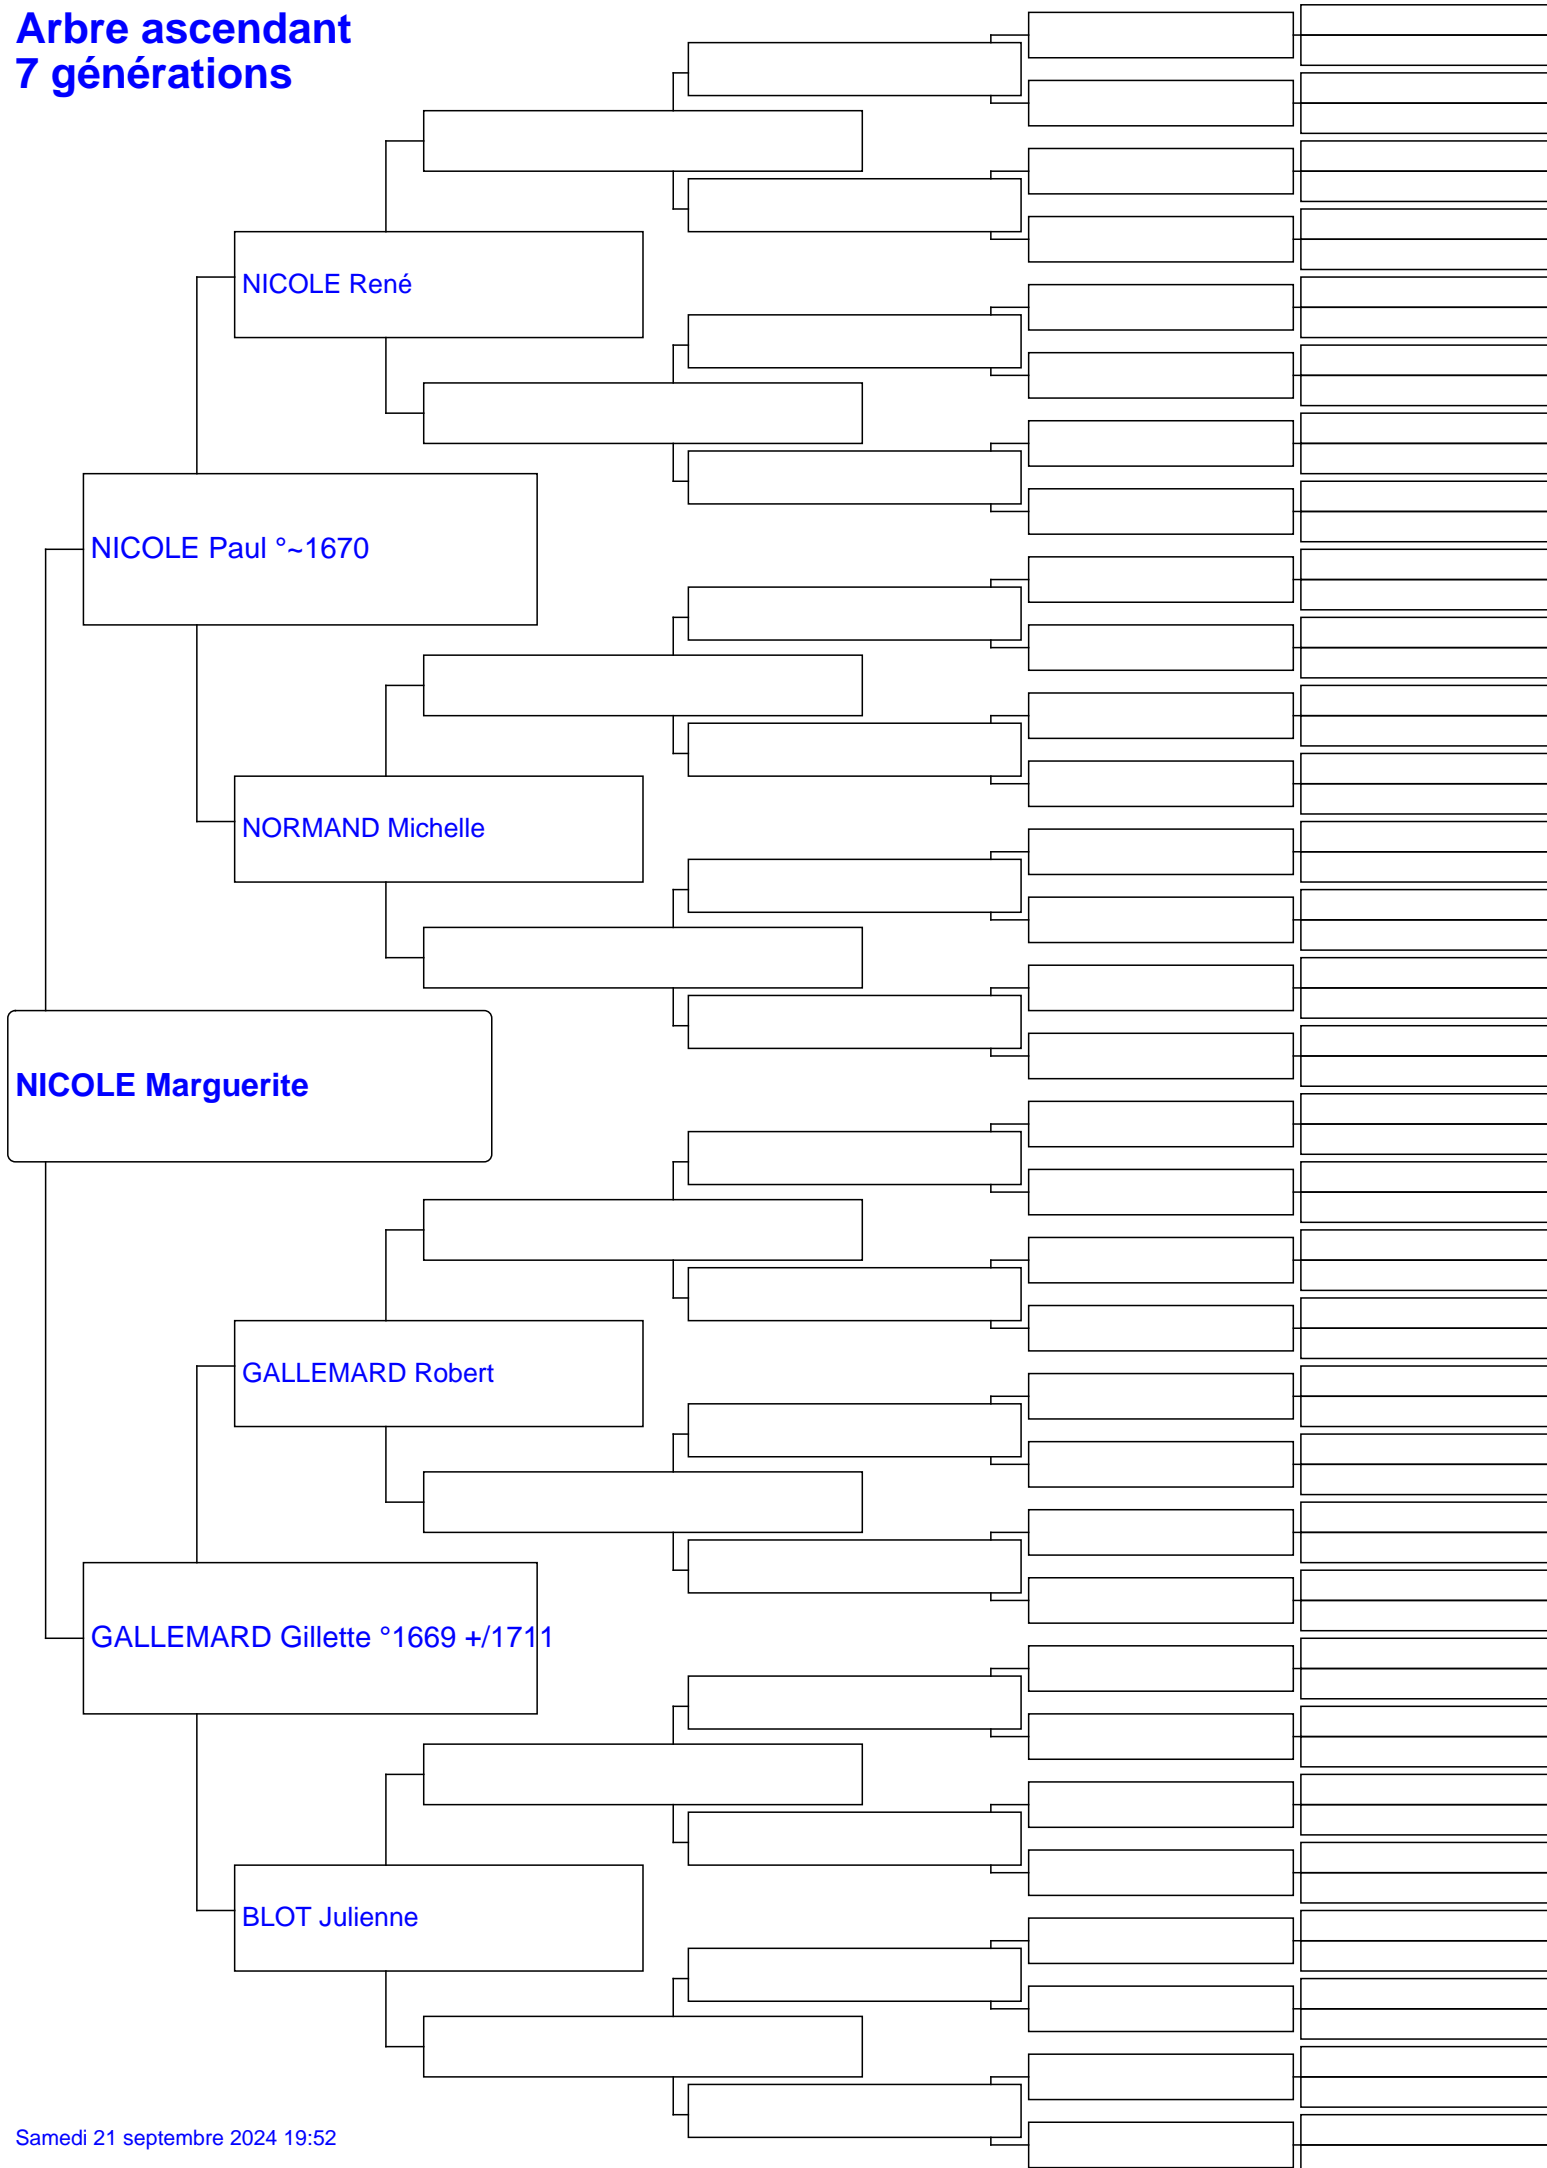 Arbre ascendant
7 générations
NICOLE René
NICOLE Paul °~1670
NORMAND Michelle
NICOLE Marguerite
GALLEMARD Robert
GALLEMARD Gillette °1669 +/1711
BLOT Julienne
Samedi 21 septembre 2024 19:52